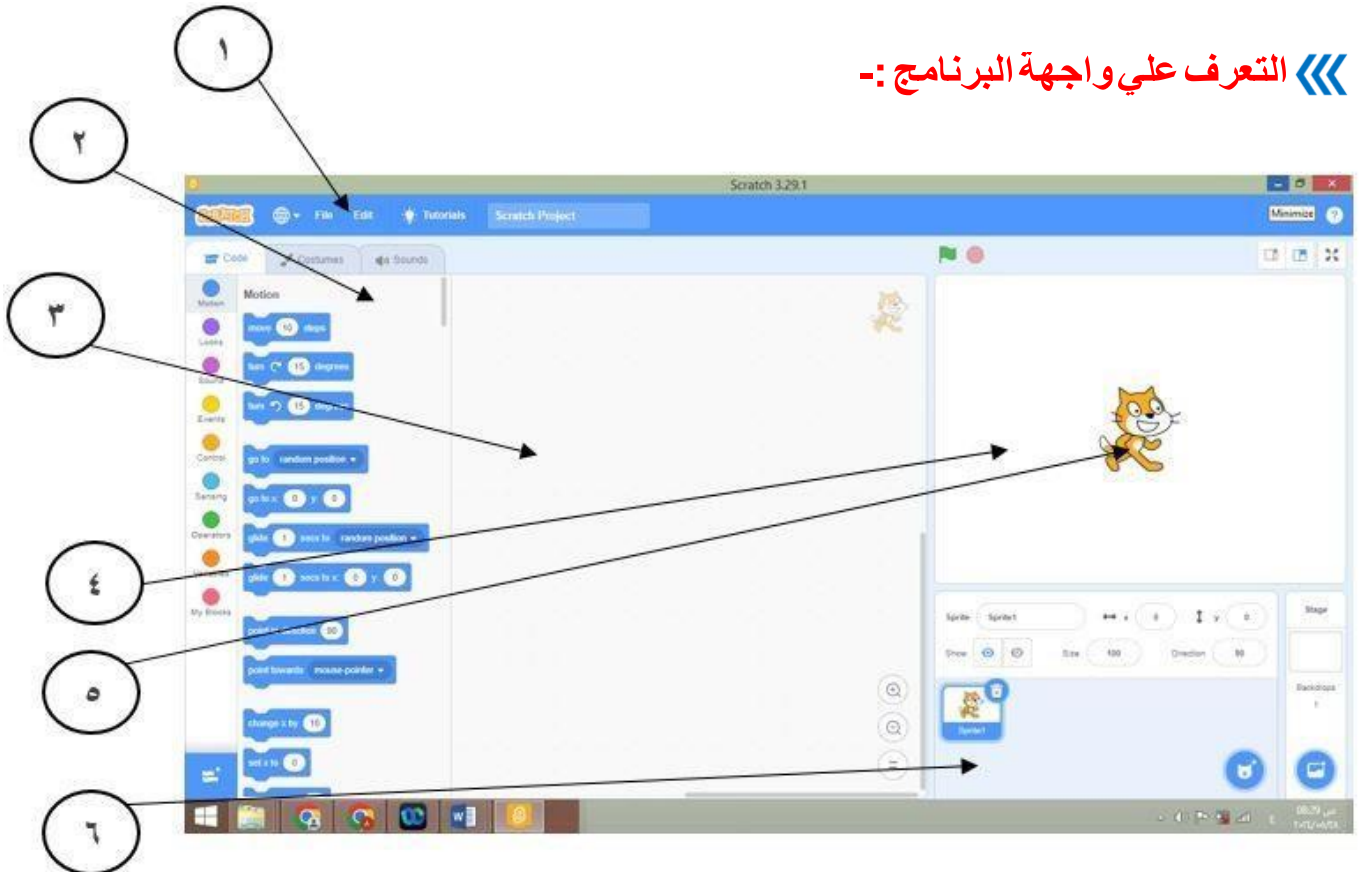 التعرف علي واجهة البرنامج :-
١
٢
٣
٤
٥
٦
Scratch 3.29.1
SCRATCH
File Edit Tutorials Scratch Project
Minimize ?
Code Costumes Sounds
Motion
Looks
Sound
Events
Control
Sensing
Operators
Variables
My Blocks
Motion
move 10 steps
turn 15 degrees
turn 15 degrees
go to random position
go to x: 0 y: 0
glide 1 secs to random position
glide 1 secs to x: 0 y: 0
point in direction 90
point towards mouse-pointer
change x by 10
set x to 0
Sprite Sprite1 x 0 y 0
Show Size 100 Direction 90
Sprite1
Stage
Backdrops
1
W